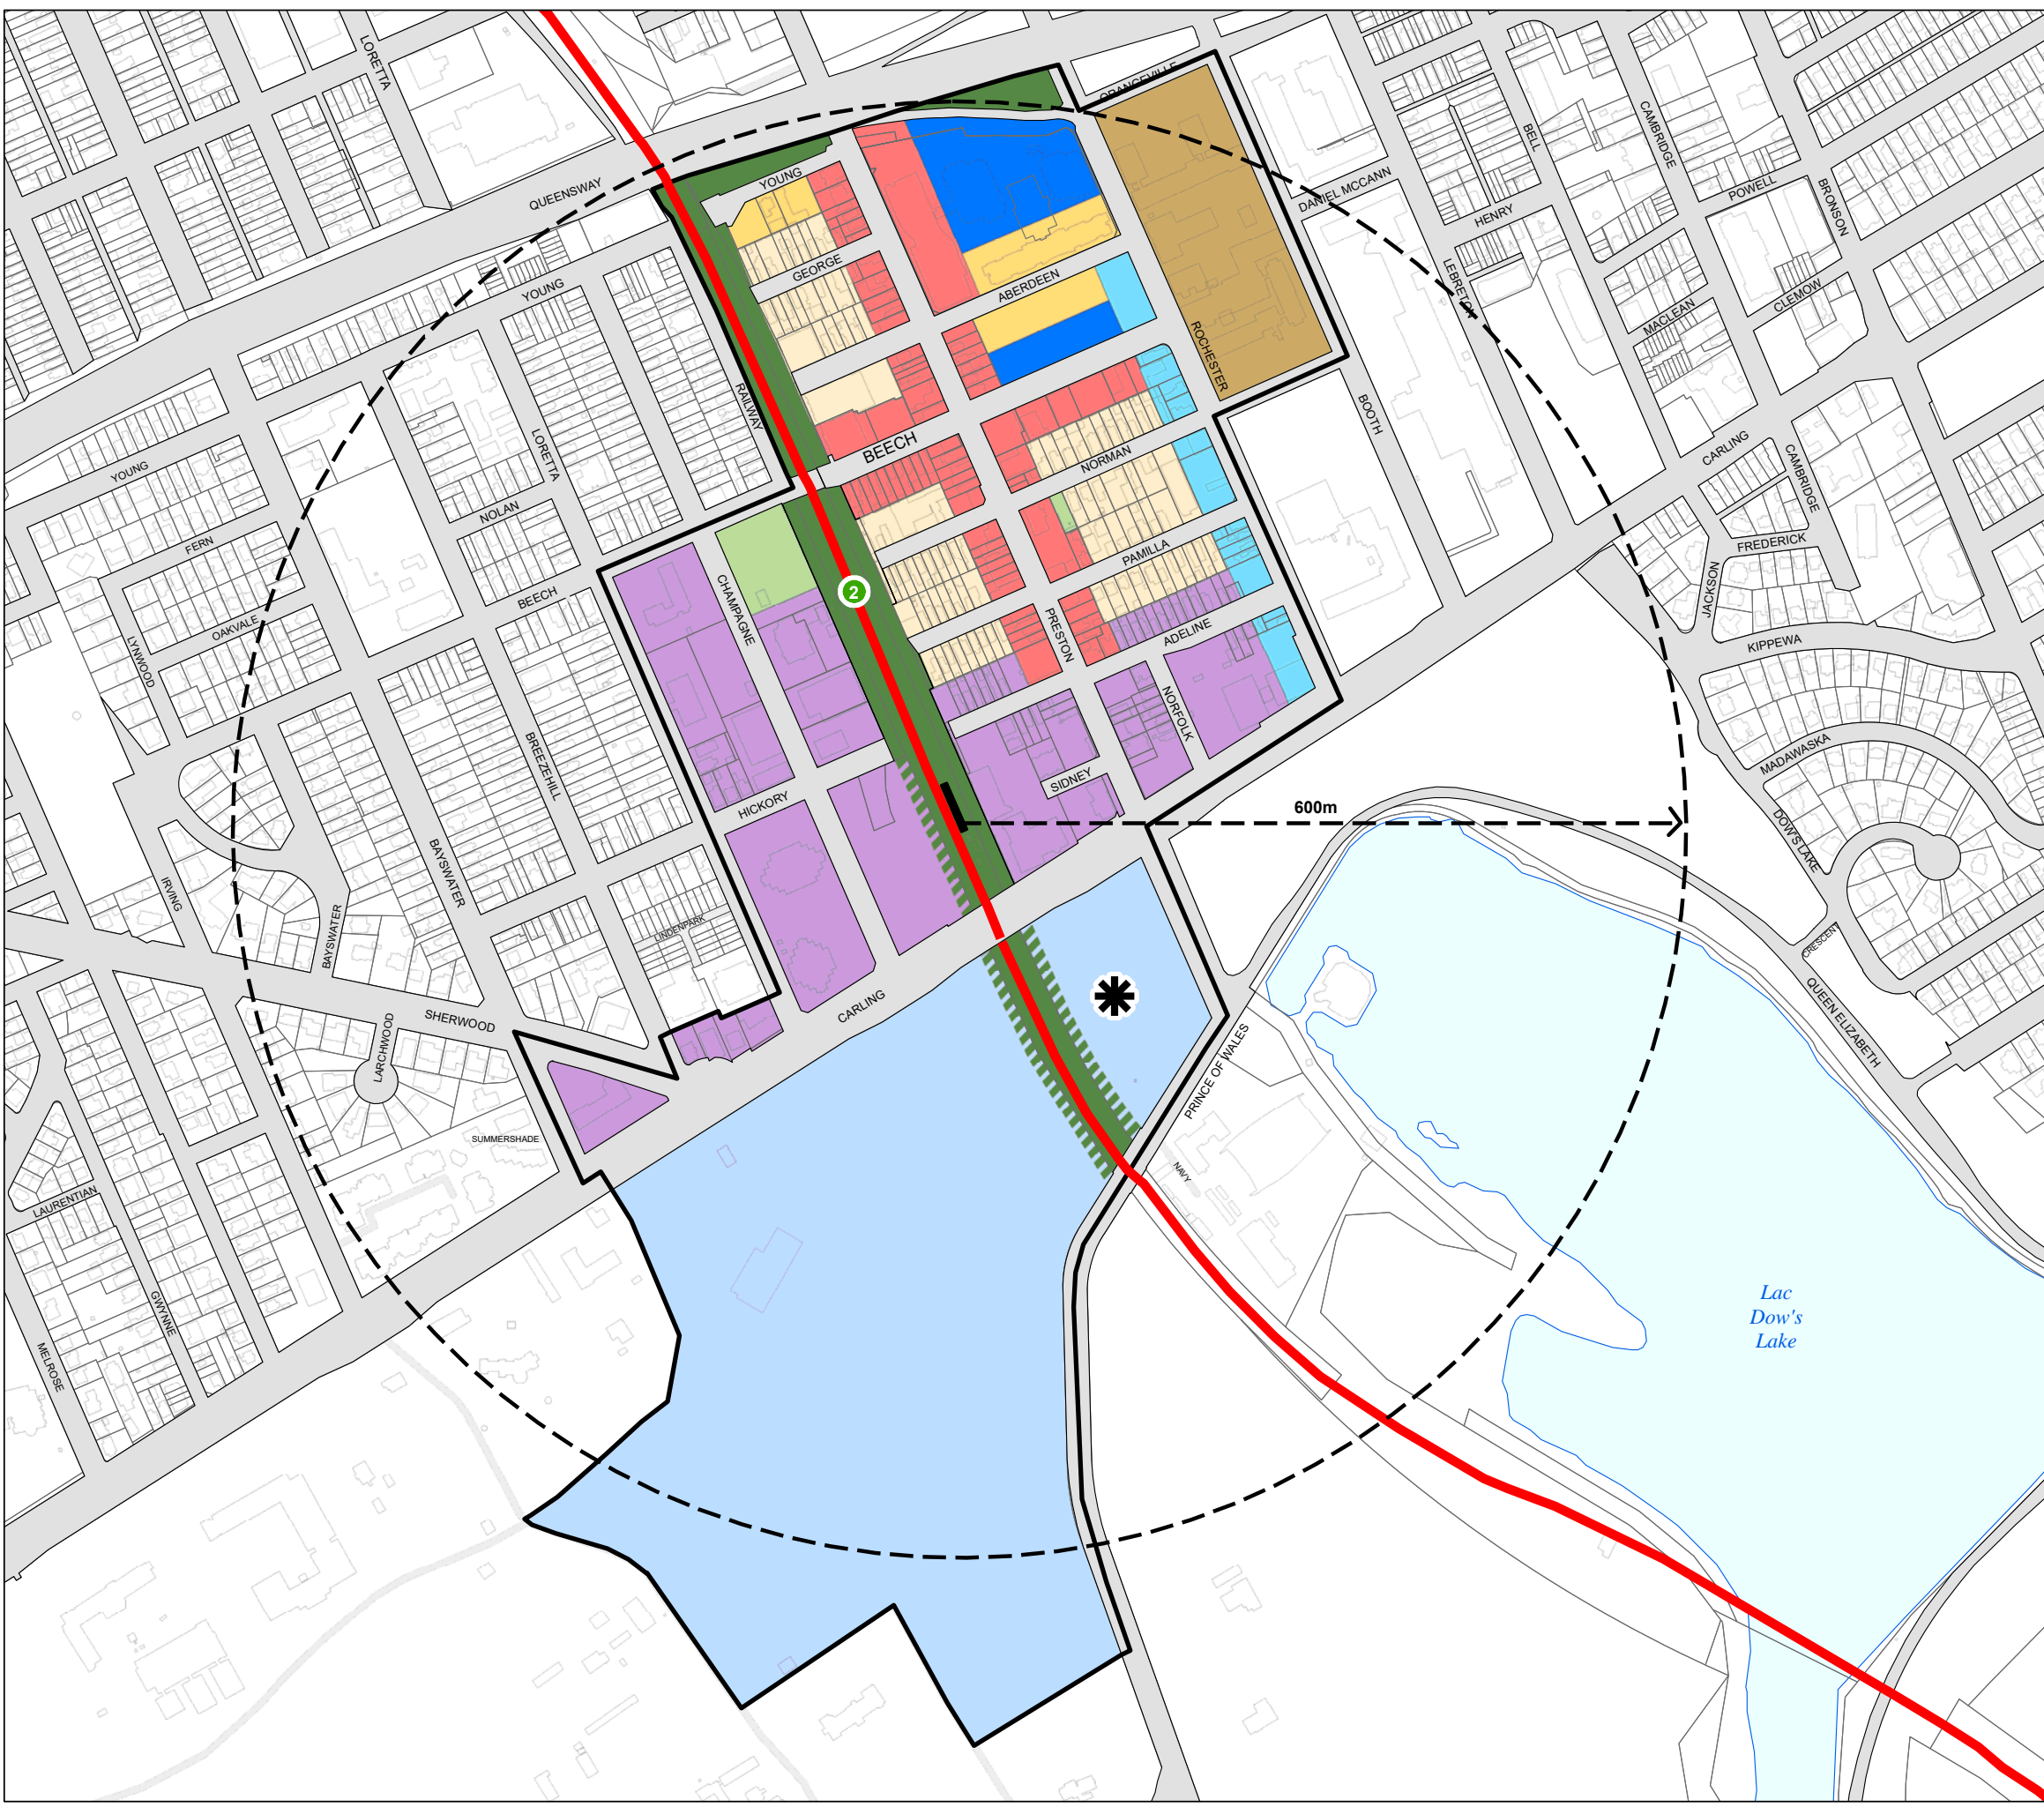 LORETTA
ORANGEVILLE
CAMBRIDGE
BELL
QUEENSWAY
YOUNG
DANIEL MCCANN
POWELL
BRONSON
HENRY
GEORGE
ABERDEEN
YOUNG
LEBRETON
CLEMOW
MACLEAN
ROCHESTER
RAILWAY
BOOTH
LORETTA
BEECH
CARLING
YOUNG
NORMAN
CAMBRIDGE
NOLAN
FERN
PAMILLA
FREDERICK
2
JACKSON
BEECH
CHAMPAGNE
OAKVALE
PRESTON
ADELINE
KIPPEWA
LYNWOOD
NORFOLK
BREEZEHILL
MADAWASKA
SIDNEY
HICKORY
600m
DOW'S LAKE
BAYSWATER
IRVING
LINDENPARK
BAYSWATER
CRESCENT
CARLING
QUEEN ELIZABETH
SHERWOOD
LARCHWOOD
PRINCE OF WALES
SUMMERSHADE
NAVY
LAURENTIAN
GWYNNE
MELROSE
Lac
Dow's
Lake